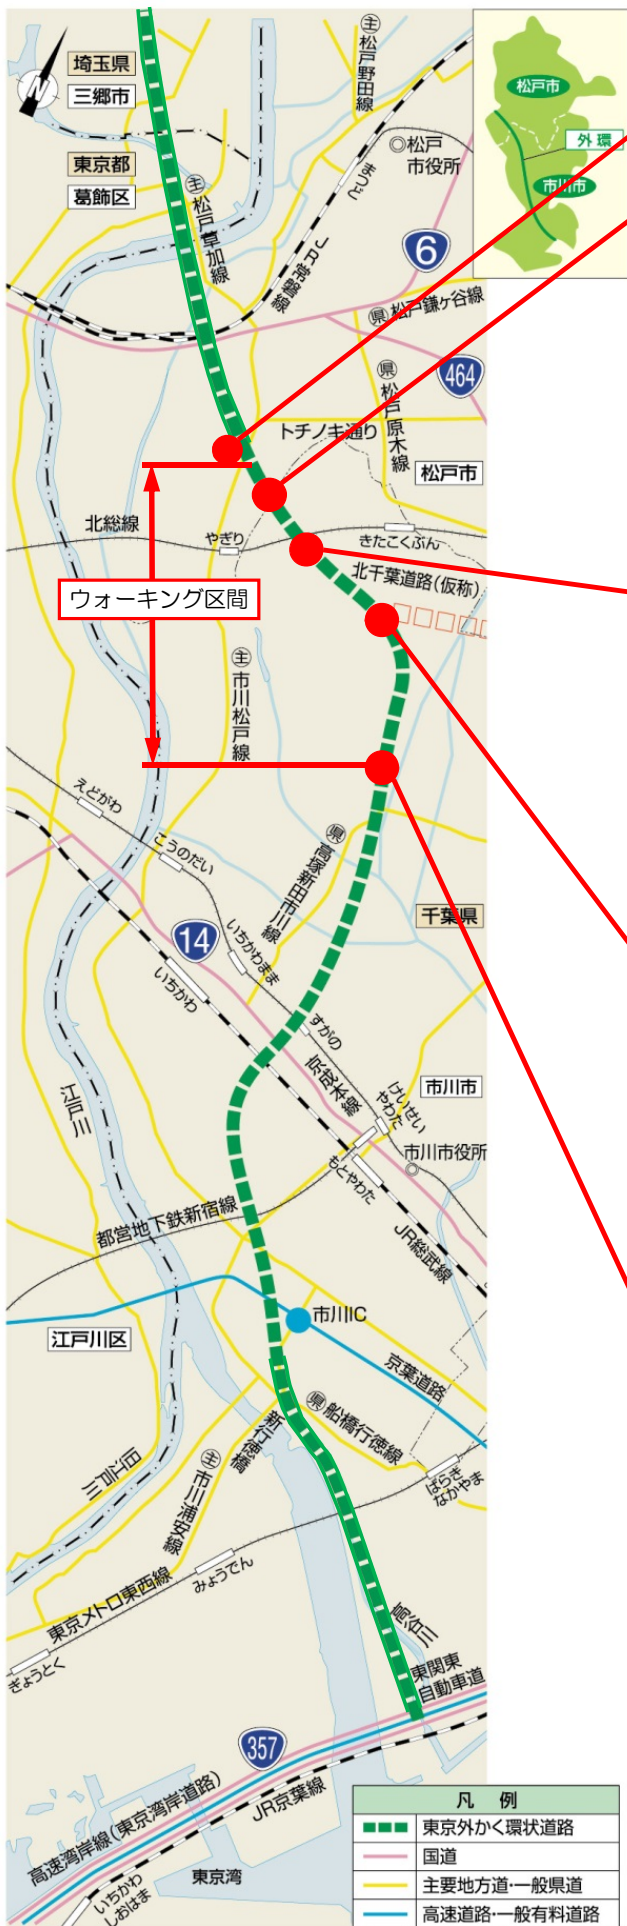 埼玉県
三郷市
東京都
葛飾区
N
主 松戸野田線
松戸
市役所
まつど
主 松戸草加線
JR常磐線
6
松戸市
外環
市川市
県 松戸鎌ヶ谷線
464
県 松戸原木線
トチノキ通り
松戸市
北総線
やぎり
きたこくぶん
北千葉道路(仮称)
ウォーキング区間
主 市川松戸線
えどがわ
こうのだい
県 高塚新田市川線
千葉県
14
いちかわまま
いちかわ
すがの
京成本線
けいせい
やわた
市川市
市川市役所
もとやわた
江戸川
都営地下鉄新宿線
JR総武線
市川IC
江戸川区
京葉道路
県 船橋行徳線
新行徳橋
主 市川浦安線
旧江戸川
ばらき
なかやま
みょうでん
東京メトロ東西線
ぎょうとく
高谷川
東関東
自動車道
357
JR京葉線
高速湾岸線(東京湾岸道路)
東京湾
いちかわ
しおはま
凡 例
東京外かく環状道路
国道
主要地方道・一般県道
高速道路・一般有料道路